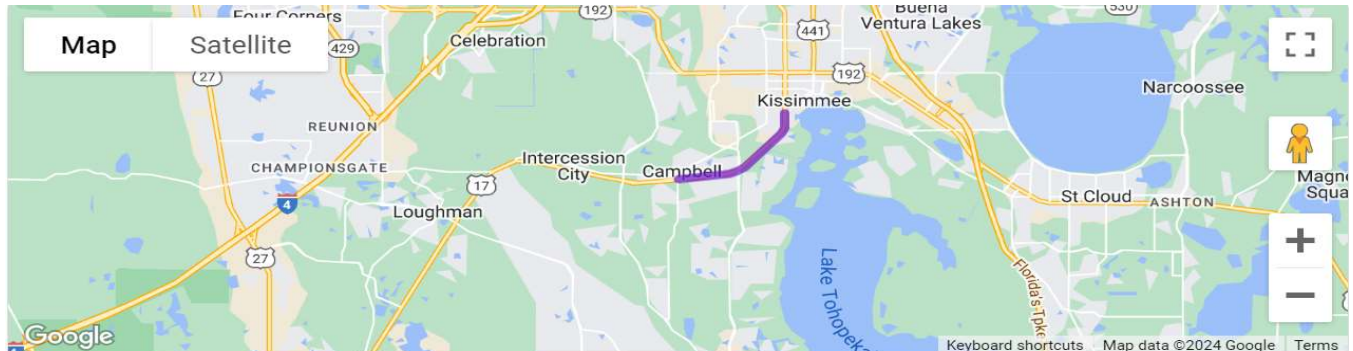 Four Corners
192
Buena
Ventura Lakes
530
Map
Satellite
429
Celebration
441
27
192
Narcoossee
Kissimmee
REUNION
CHAMPIONSGATE
Intercession
City
Campbell
17
4
Loughman
St Cloud
ASHTON
Magne
Squa
27
Lake Tohopeka
Florida's Tpke
Google
Keyboard shortcuts
Map data ©2024 Google
Terms